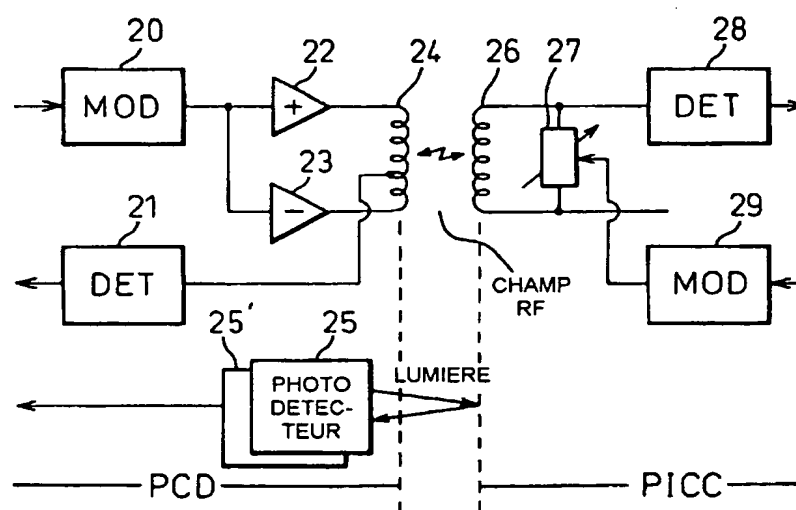 20
MOD
22
+
24
26
27
28
DET
23
−
21
DET
29
MOD
CHAMP
RF
25'
25
PHOTO
DETEC-
TEUR
LUMIERE
PCD
PICC